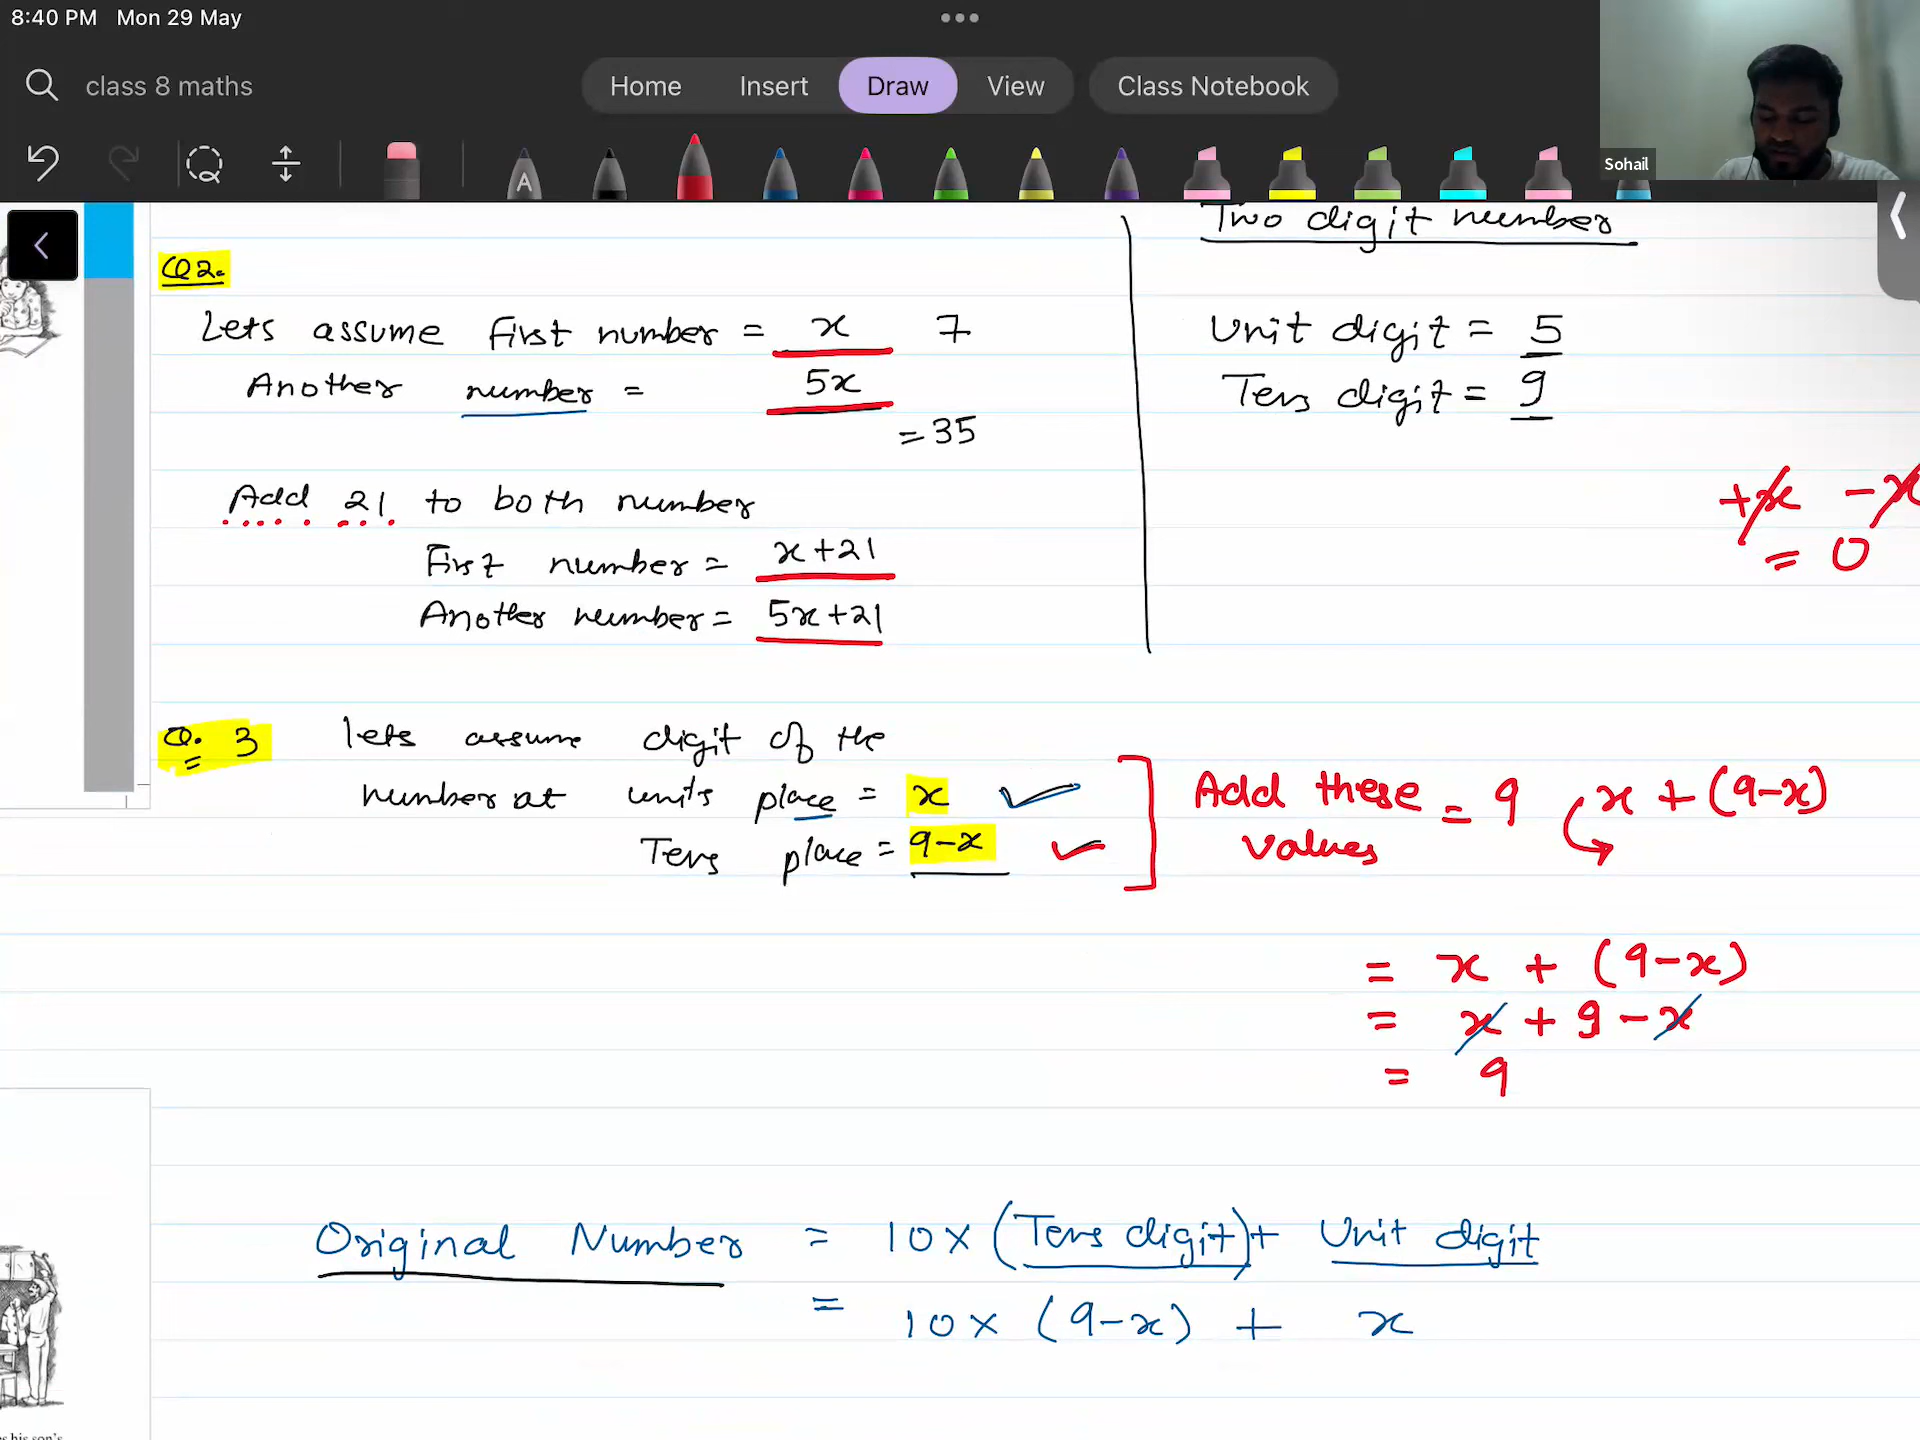 8:40 PM Mon 29 May
class 8 maths
Home Insert Draw View Class Notebook
A
Sohail
Two digit number
Q2.
Lets assume First number = x 7
Another number = 5x
= 35
Unit digit = 5
Tens digit = 9
Add 21 to both number
First number = x+21
Another number = 5x+21
+x -x
= 0
Q. 3 lets assume digit of the
number at units place = x
Tens place = 9-x
Add these values = 9 x + (9-x)
= x + (9-x)
= x + 9 - x
= 9
Original Number = 10 x (Tens digit) + Unit digit
= 10 x (9-x) + x
his son's